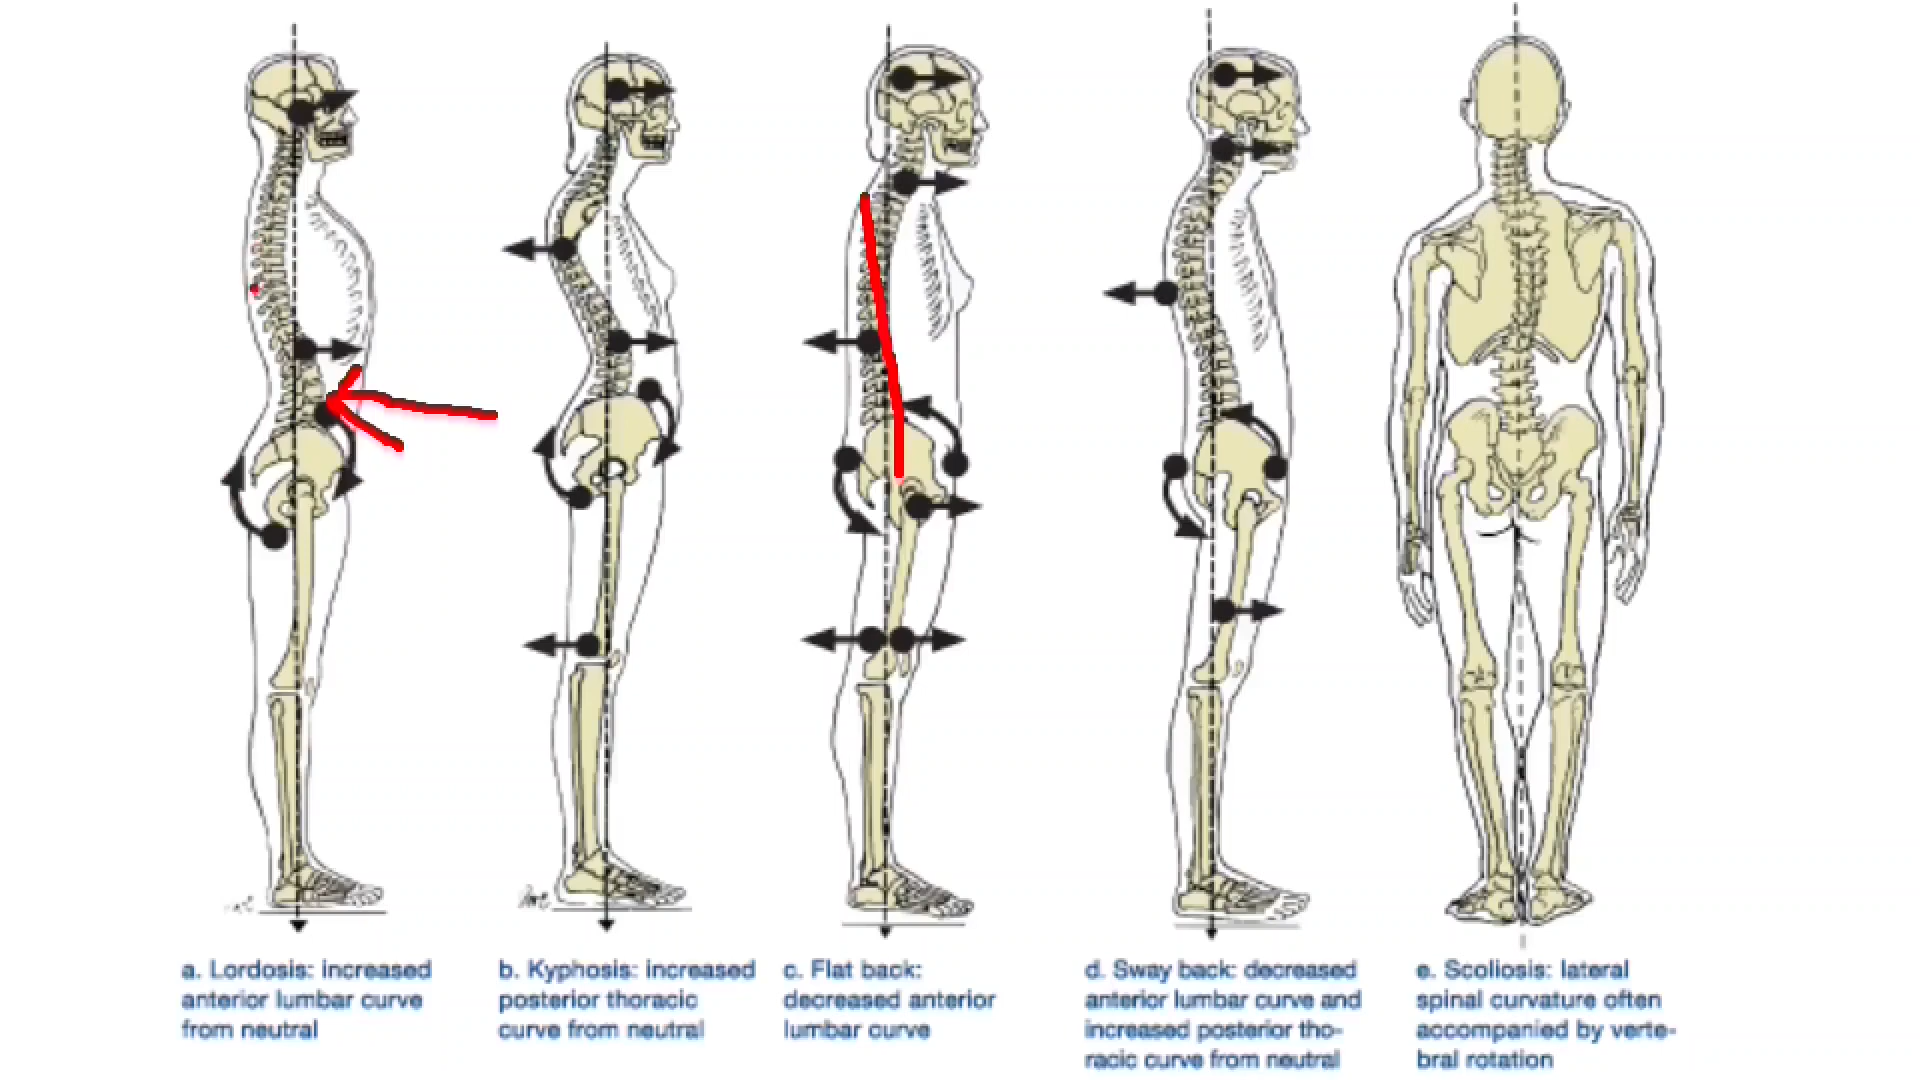 a. Lordosis: increased
anterior lumbar curve
from neutral
b. Kyphosis: increased
posterior thoracic
curve from neutral
c. Flat back:
decreased anterior
lumbar curve
d. Sway back: decreased
anterior lumbar curve and
increased posterior tho-
racic curve from neutral
e. Scoliosis: lateral
spinal curvature often
accompanied by verte-
bral rotation